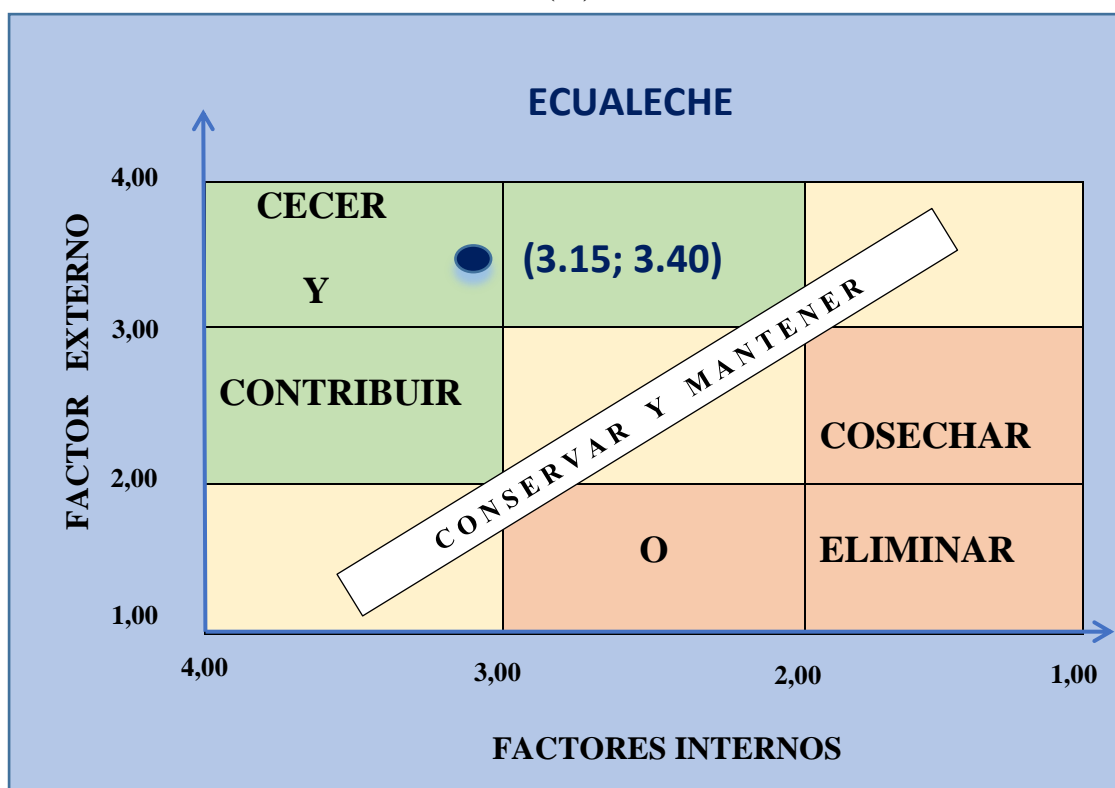 ECUALECHE
4,00
CECER
(3.15; 3.40)
Y
3,00
CONTRIBUIR
CONSERVAR Y MANTENER
COSECHAR
2,00
O
ELIMINAR
1,00
FACTOR EXTERNO
4,00
3,00
2,00
1,00
FACTORES INTERNOS